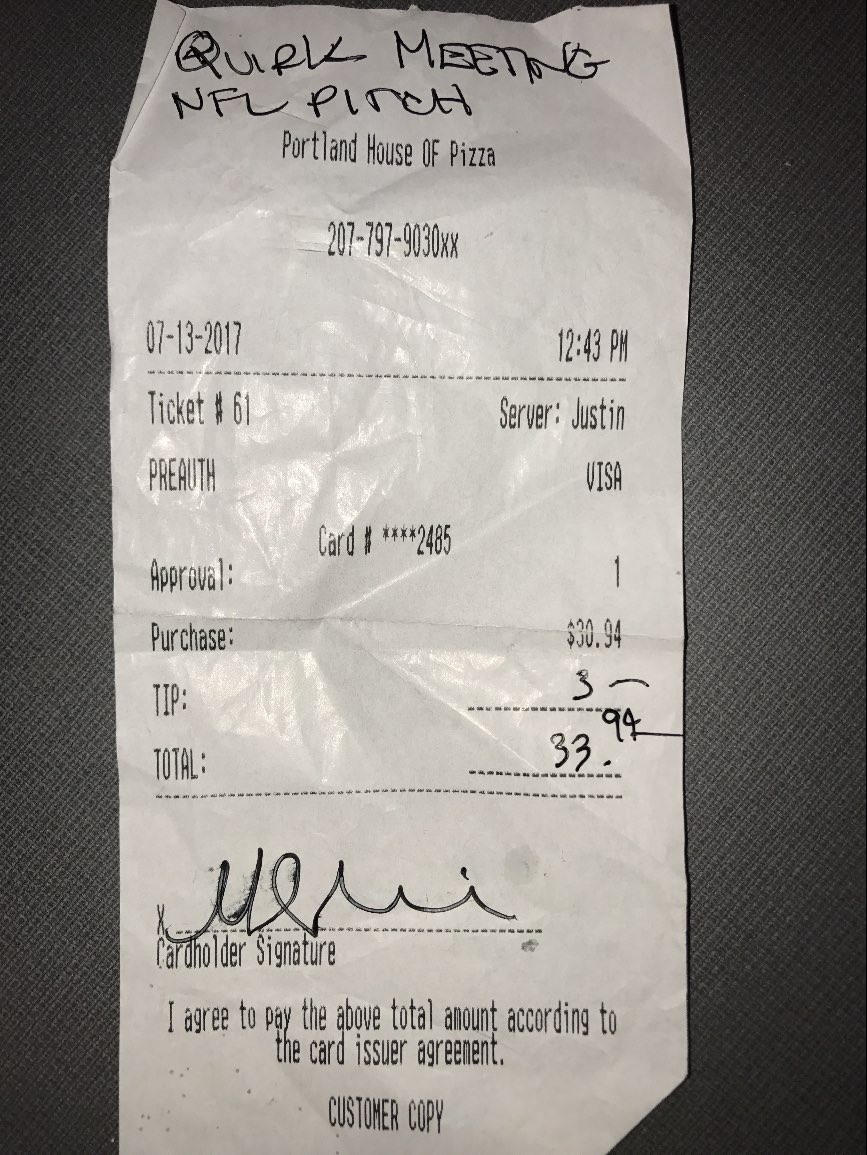 QUIRK MEETING
NFL PITCH
Portland House OF Pizza
207-797-9030xx
07-13-2017 12:43 PM
Ticket # 61 Server: Justin
PREAUTH VISA
Card # ****2485
Approval: 1
Purchase: $30.94
TIP: 3 —
TOTAL: 33.94
X
Cardholder Signature
I agree to pay the above total amount according to
the card issuer agreement.
CUSTOMER COPY